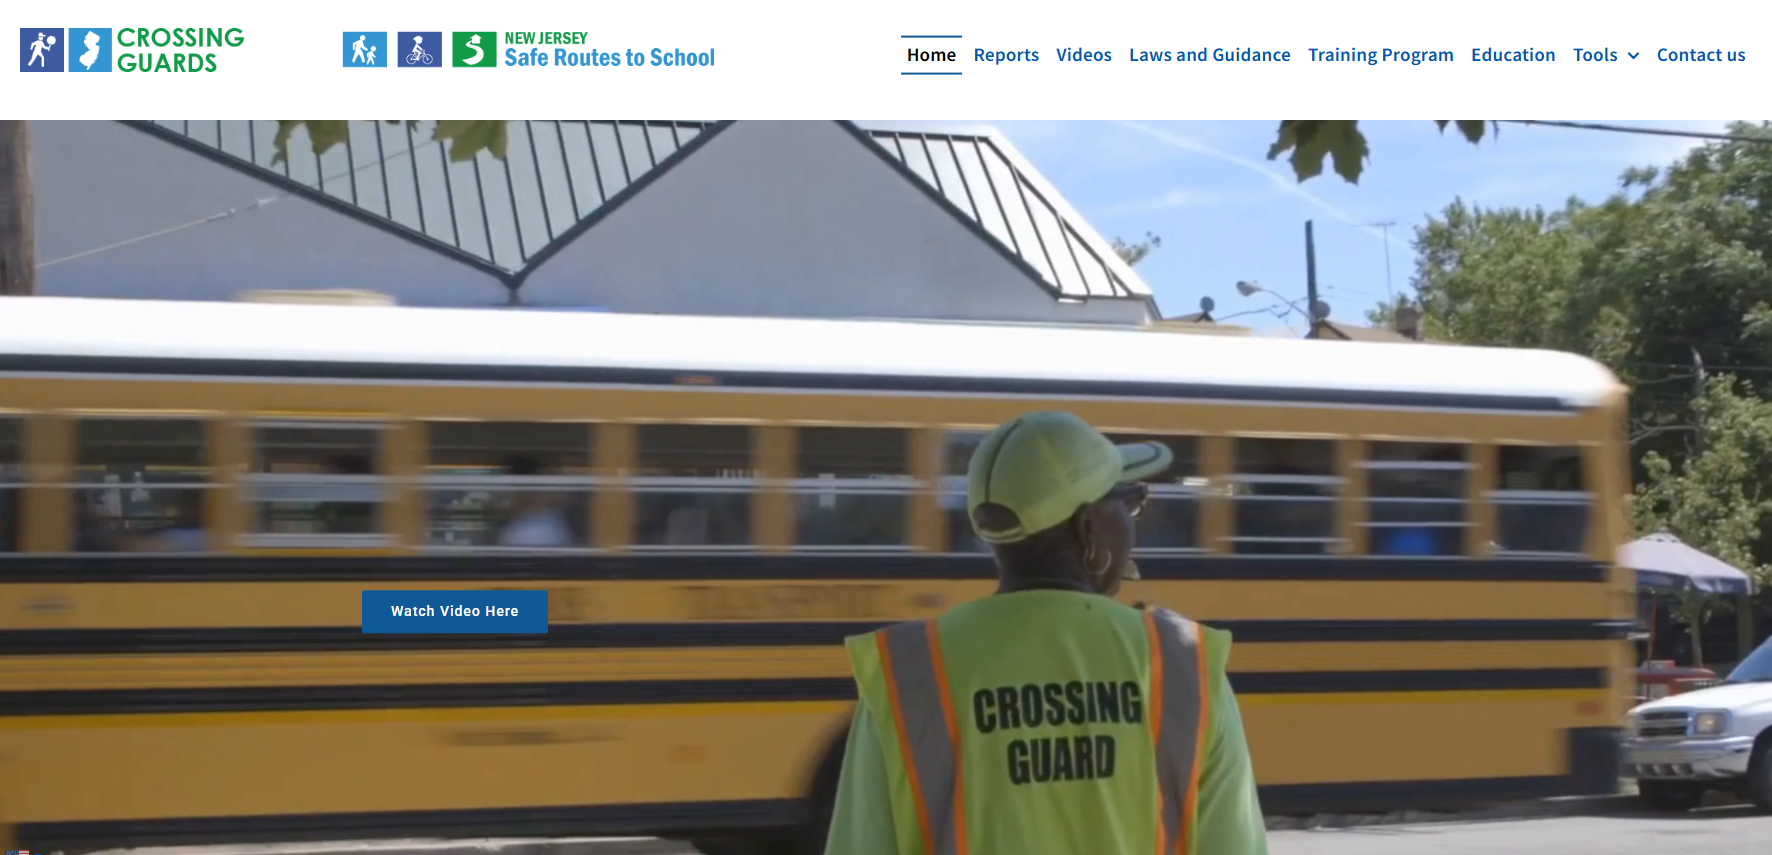 CROSSING
GUARDS
NEW JERSEY
Safe Routes to School
Home
Reports
Videos
Laws and Guidance
Training Program
Education
Tools
Contact us
Watch Video Here
CROSSING
GUARD